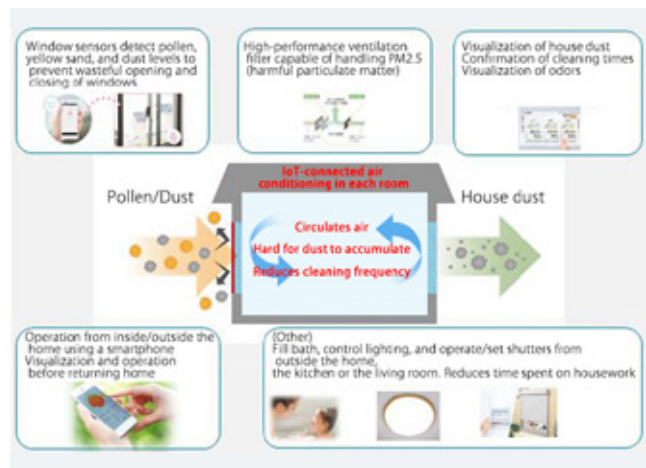 Window sensors detect pollen,
yellow sand, and dust levels to
prevent wasteful opening and
closing of windows
High-performance ventilation
filter capable of handling PM2.5
(harmful particulate matter)
Visualization of house dust
Confirmation of cleaning times
Visualization of odors
IoT-connected air
conditioning in each room
Pollen/Dust
House dust
Circulates air
Hard for dust to accumulate
Reduces cleaning frequency
Operation from inside/outside the
home using a smartphone
Visualization and operation
before returning home
(Other)
Fill bath, control lighting, and operate/set shutters from
outside the home,
the kitchen or the living room. Reduces time spent on housework